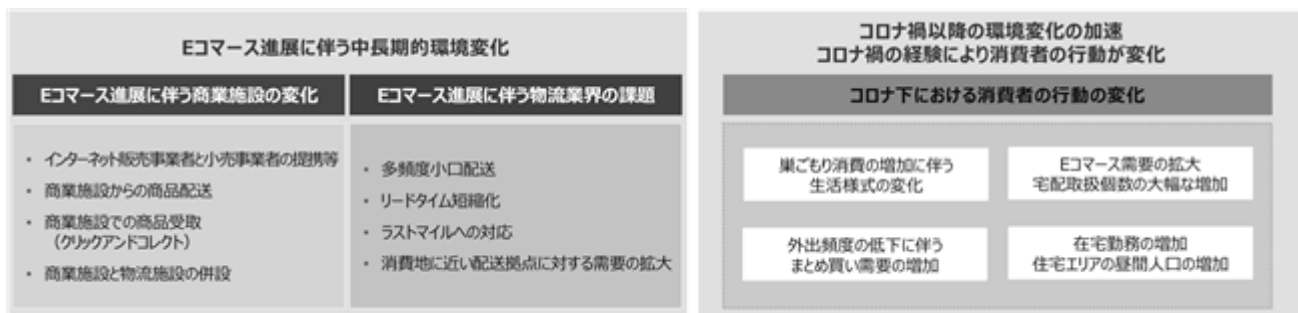 Eコマース進展に伴う中長期的環境変化
Eコマース進展に伴う商業施設の変化
・ インターネット販売事業者と小売事業者の提携等
・ 商業施設からの商品配送
・ 商業施設での商品受取
（クリックアンドコレクト）
・ 商業施設と物流施設の併設
Eコマース進展に伴う物流業界の課題
・ 多頻度小口配送
・ リードタイム短縮化
・ ラストマイルへの対応
・ 消費地に近い配送拠点に対する需要の拡大
コロナ禍以降の環境変化の加速
コロナ禍の経験により消費者の行動が変化
コロナ下における消費者の行動の変化
巣ごもり消費の増加に伴う
生活様式の変化
Eコマース需要の拡大
宅配取扱個数の大幅な増加
外出頻度の低下に伴う
まとめ買い需要の増加
在宅勤務の増加
住宅エリアの昼間人口の増加